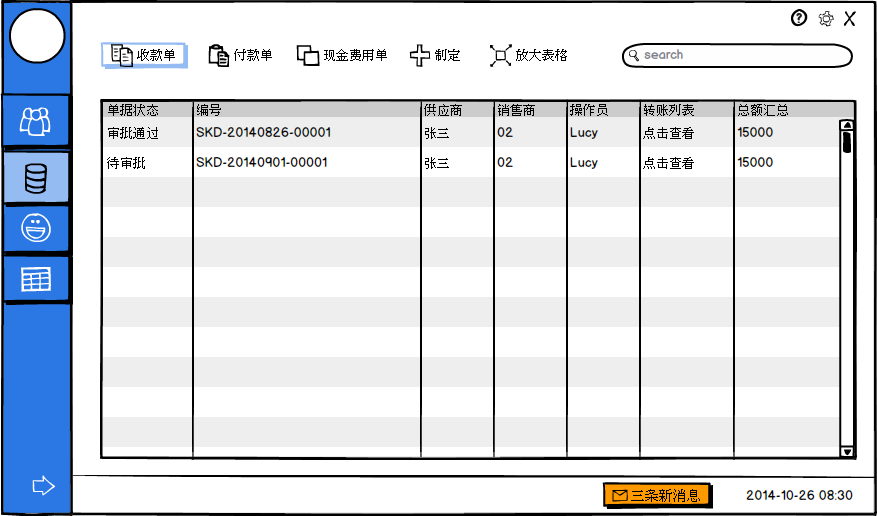 收款单 付款单 现金费用单 制定 放大表格 search
单据状态 编号 供应商 销售商 操作员 转账列表 总额汇总
审批通过 SKD-20140826-00001 张三 02 Lucy 点击查看 15000
待审批 SKD-20140901-00001 张三 02 Lucy 点击查看 15000
三条新消息 2014-10-26 08:30